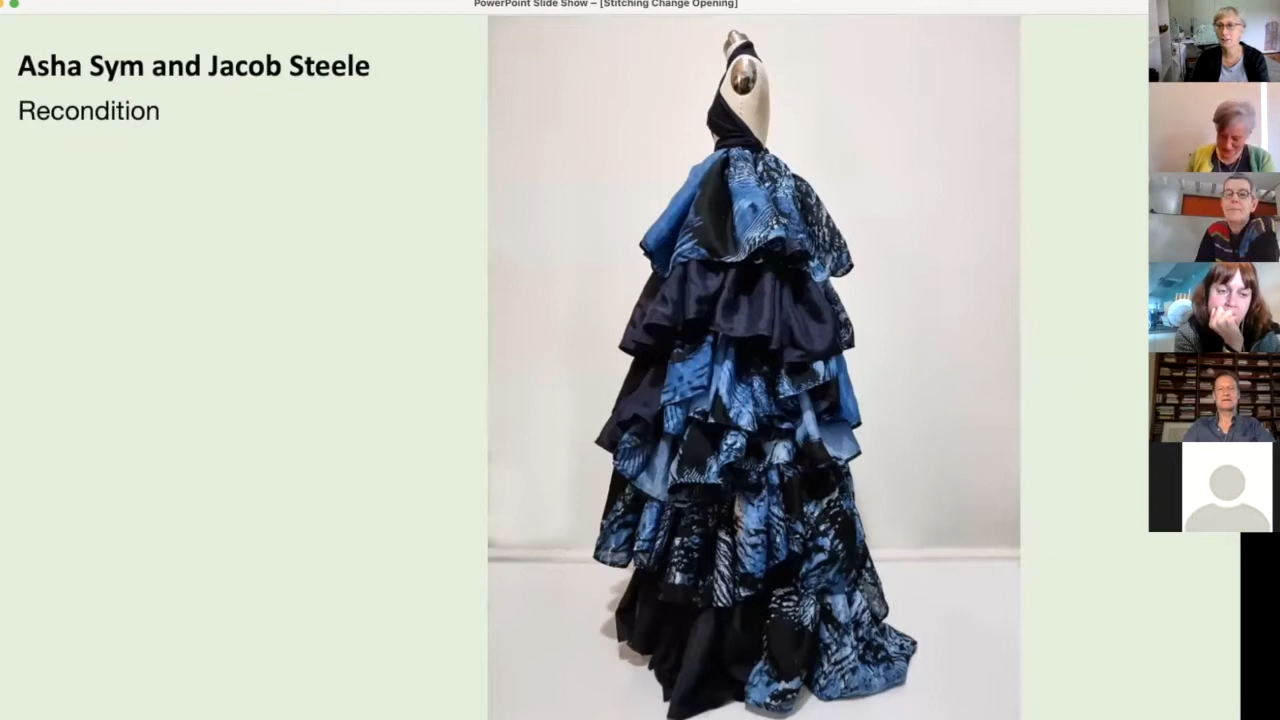 PowerPoint Slide Show – [Stitching Change Opening]
Asha Sym and Jacob Steele
Recondition